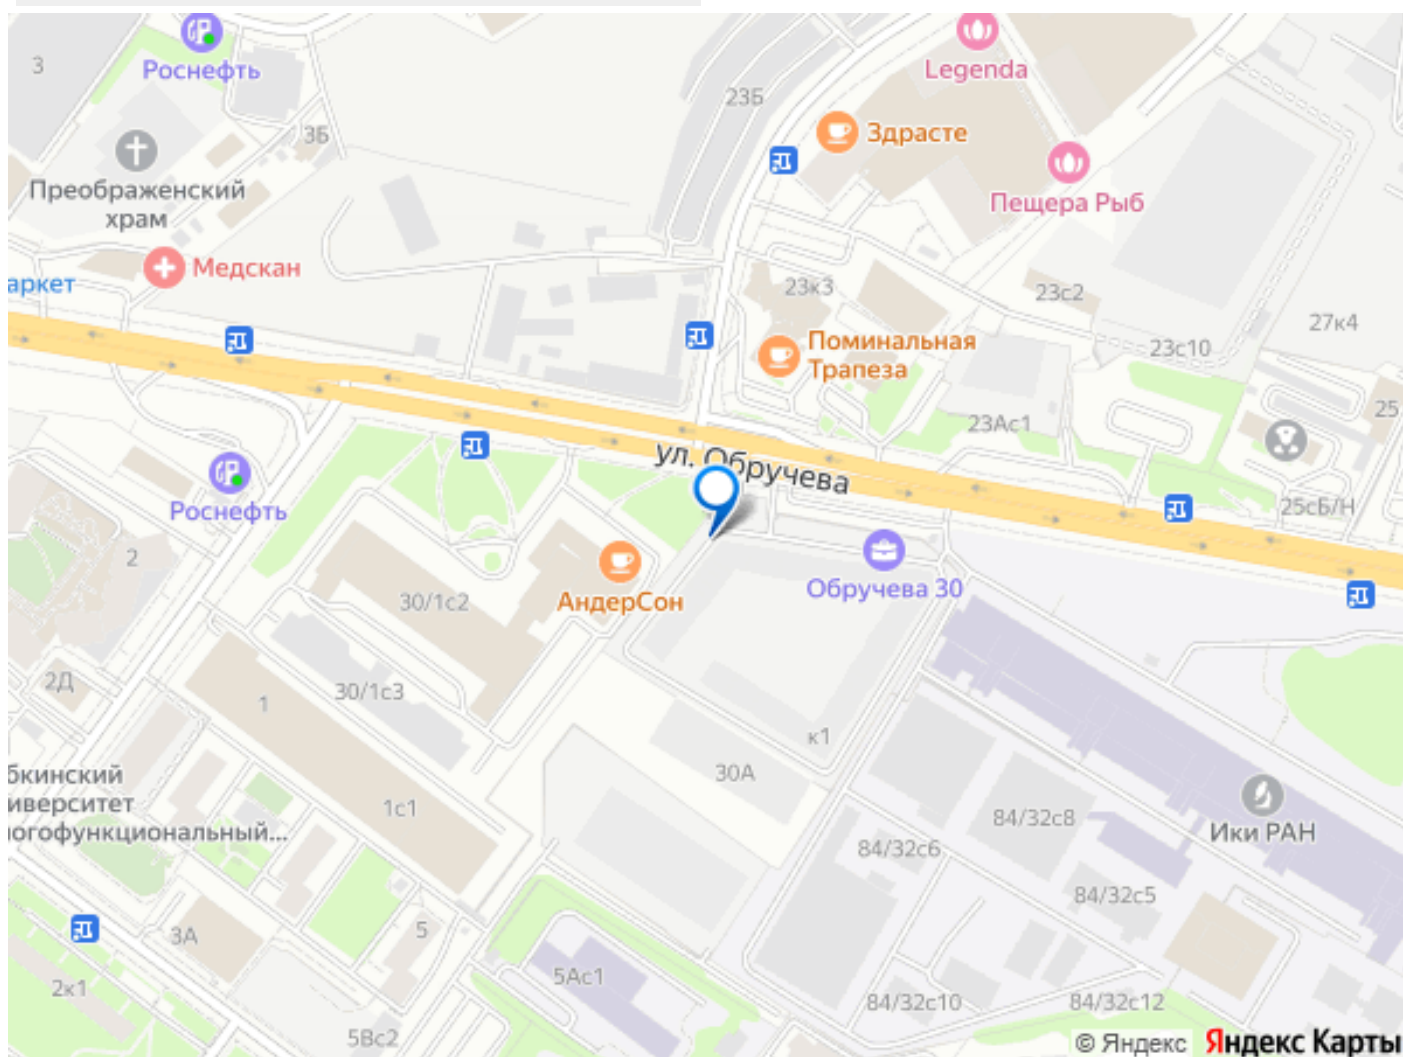 Роснефть
3
Legenda
23Б
3Б
Здрасте
Преображенский
храм
Пещера Рыб
Медскан
аркет
23к3
23с2
27к4
Поминальная
Трапеза
23с10
25
23Ас1
ул. Обручева
Роснефть
25сБ/Н
2
Обручева 30
АндерСон
30/1с2
2Д
30/1с3
1
к1
30А
бкинский
иверситет
огофункциональный...
1с1
84/32с8
Ики РАН
84/32с6
84/32с5
3А
5
5Ас1
2к1
84/32с10
84/32с12
5Вс2
© Яндекс Яндекс Карты